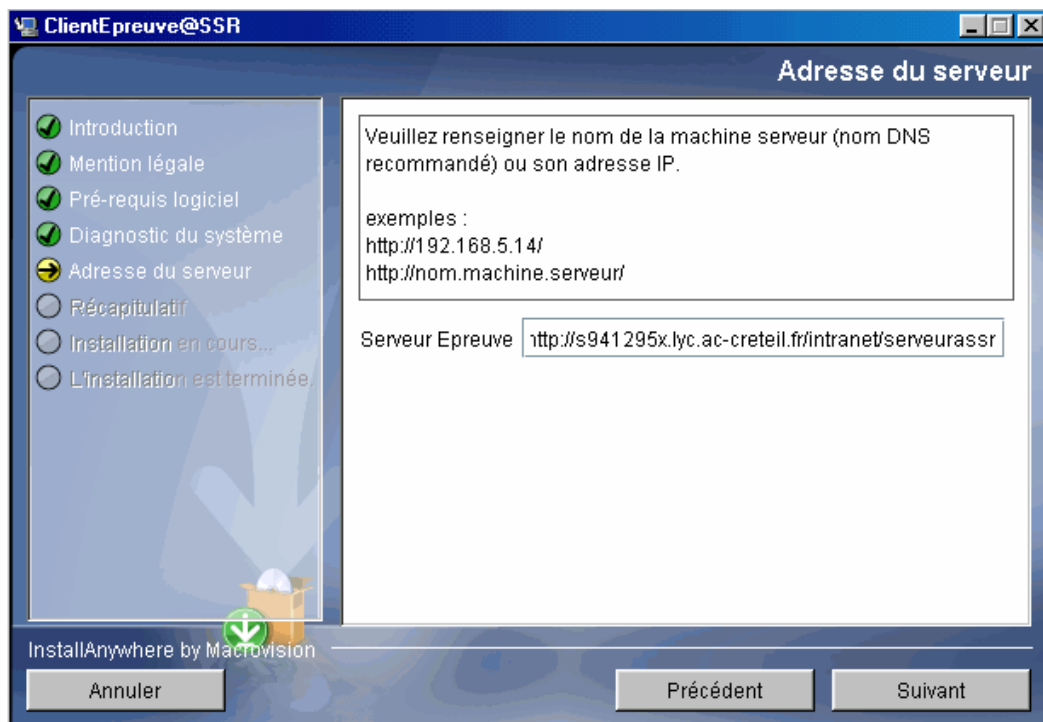 ClientEpreuve@SSR
Adresse du serveur
Introduction
Mention légale
Pré-requis logiciel
Diagnostic du système
Adresse du serveur
Récapitulatif
Installation en cours...
L'installation est terminée.
Veuillez renseigner le nom de la machine serveur (nom DNS
recommandé) ou son adresse IP.
exemples :
http://192.168.5.14/
http://nom.machine.serveur/
Serveur Epreuve http://s941295x.lyc.ac-creteil.fr/intranet/serveurassr
InstallAnywhere by Macrovision
Annuler
Précédent
Suivant